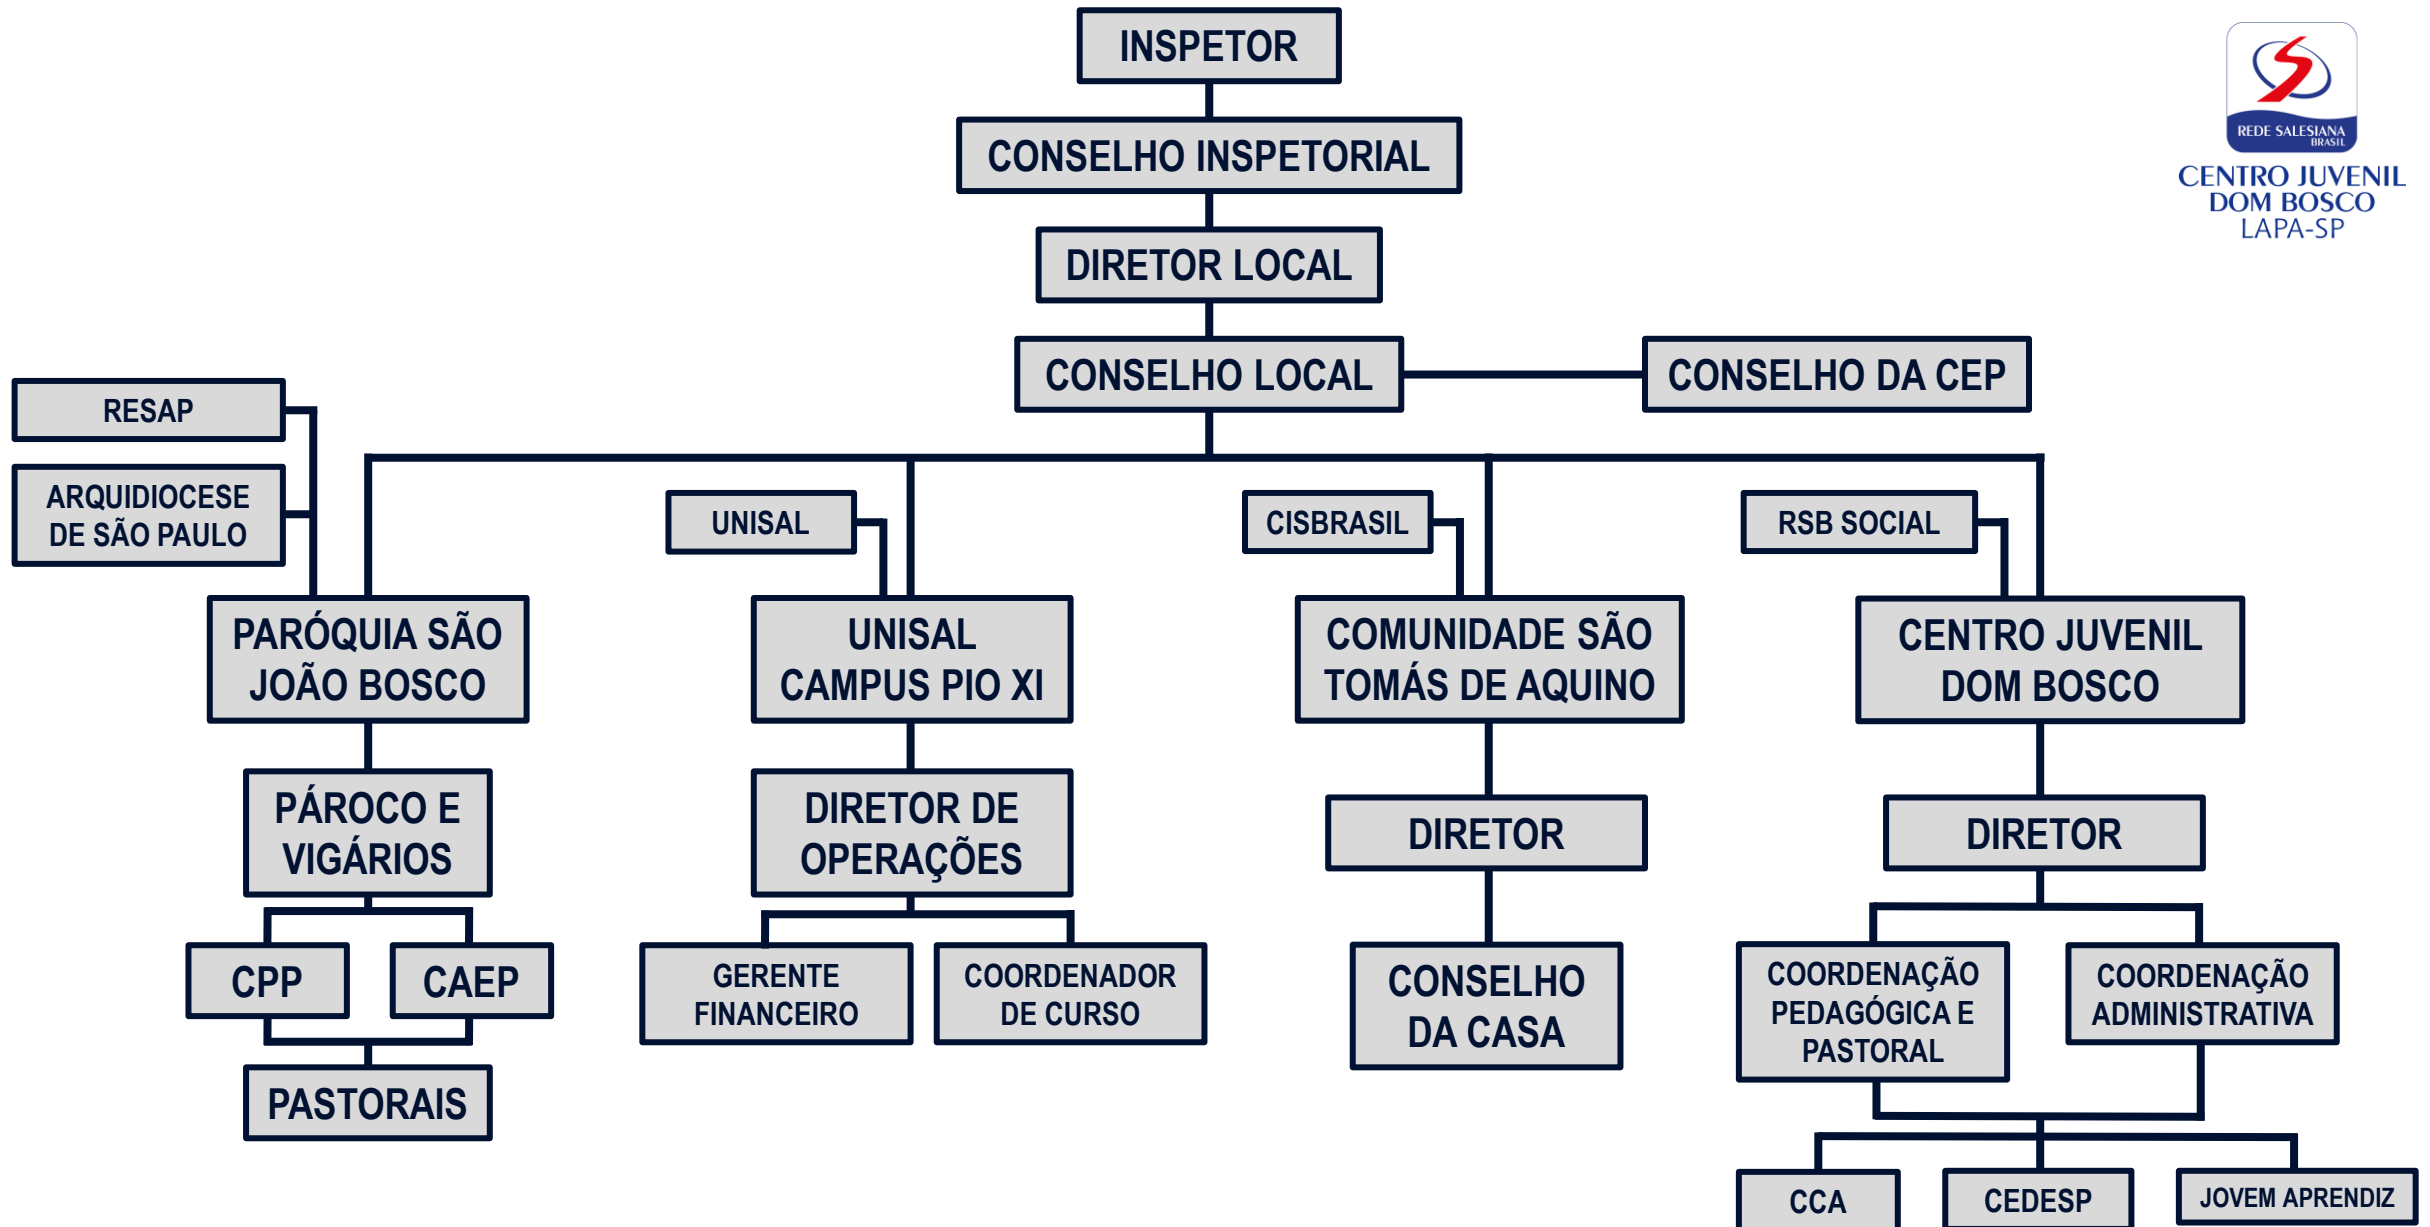 INSPETOR
REDE SALESIANA
BRASIL
CENTRO JUVENIL
DOM BOSCO
LAPA-SP
CONSELHO INSPETORIAL
DIRETOR LOCAL
CONSELHO LOCAL
CONSELHO DA CEP
RESAP
ARQUIDIOCESE
DE SÃO PAULO
UNISAL
CISBRASIL
RSB SOCIAL
PARÓQUIA SÃO
JOÃO BOSCO
UNISAL
CAMPUS PIO XI
COMUNIDADE SÃO
TOMÁS DE AQUINO
CENTRO JUVENIL
DOM BOSCO
PÁROCO E
VIGÁRIOS
DIRETOR DE
OPERAÇÕES
DIRETOR
DIRETOR
CPP
CAEP
GERENTE
FINANCEIRO
COORDENADOR
DE CURSO
CONSELHO
DA CASA
COORDENAÇÃO
PEDAGÓGICA E
PASTORAL
COORDENAÇÃO
ADMINISTRATIVA
PASTORAIS
CCA
CEDESP
JOVEM APRENDIZ